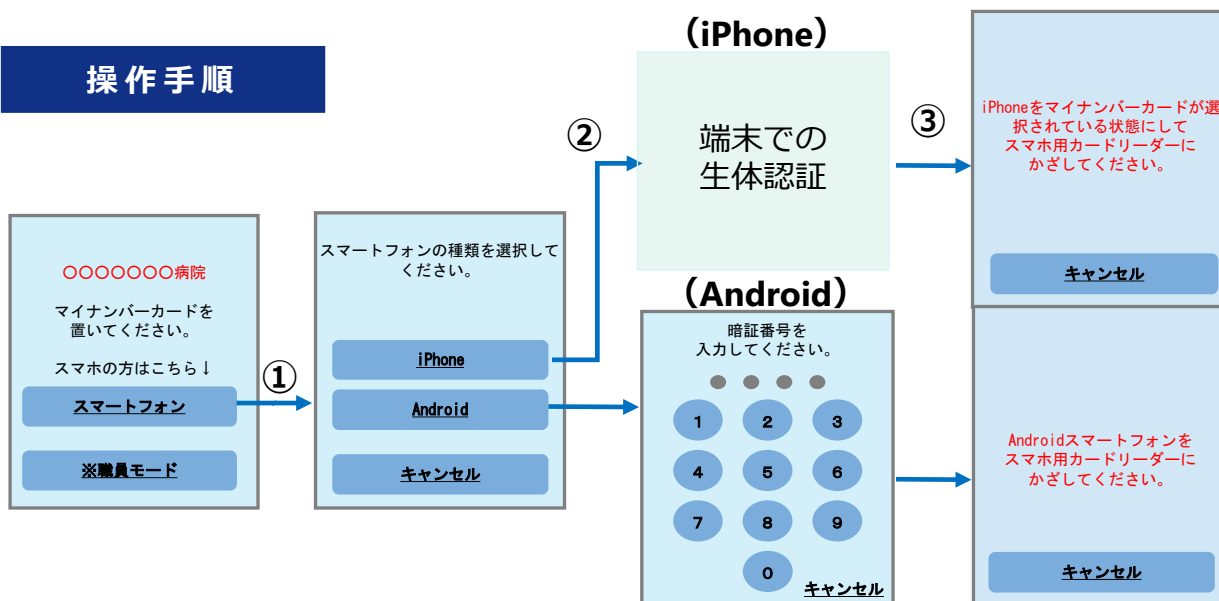 操作手順
〇〇〇〇〇〇〇病院
マイナンバーカードを
置いてください。
スマホの方はこちら↓
スマートフォン
※職員モード
①
スマートフォンの種類を選択して
ください。
iPhone
Android
キャンセル
②
（iPhone）
端末での
生体認証
（Android）
暗証番号を
入力してください。
1 2 3
4 5 6
7 8 9
0
キャンセル
③
iPhoneをマイナンバーカードが選
択されている状態にして
スマホ用カードリーダーに
かざしてください。
キャンセル
Androidスマートフォンを
スマホ用カードリーダーに
かざしてください。
キャンセル